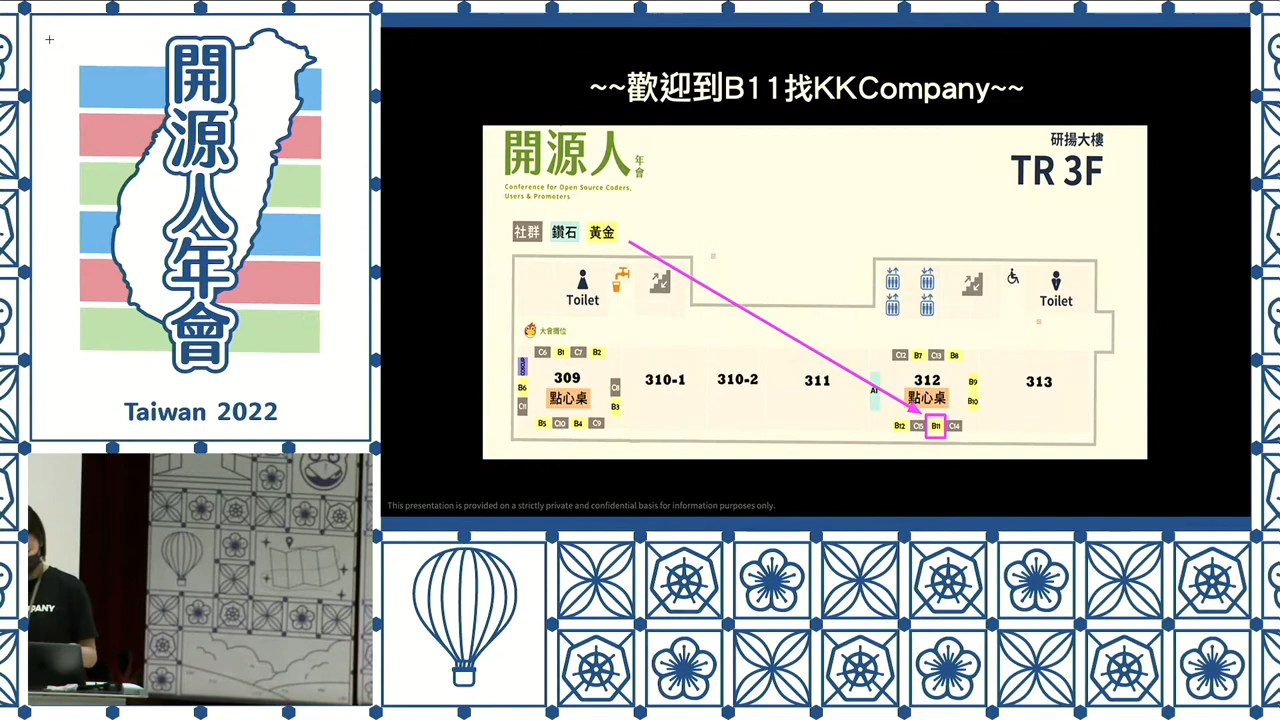 開源人年會
Taiwan 2022
~~歡迎到B11找KKCompany~~
開源人年會
Conference for Open Source Coders,
Users & Promoters
研揚大樓
TR 3F
社群 鑽石 黃金
Toilet
Toilet
大會攤位
C6 B1 C7 B2
C12 B7 C13 B8
309
310-1
310-2
311
312
313
點心桌
點心桌
B6
C11
C8
B3
A1
B9
B10
B5 C10 B4 C9
B12 C15 B11 C14
This presentation is provided on a strictly private and confidential basis for information purposes only.